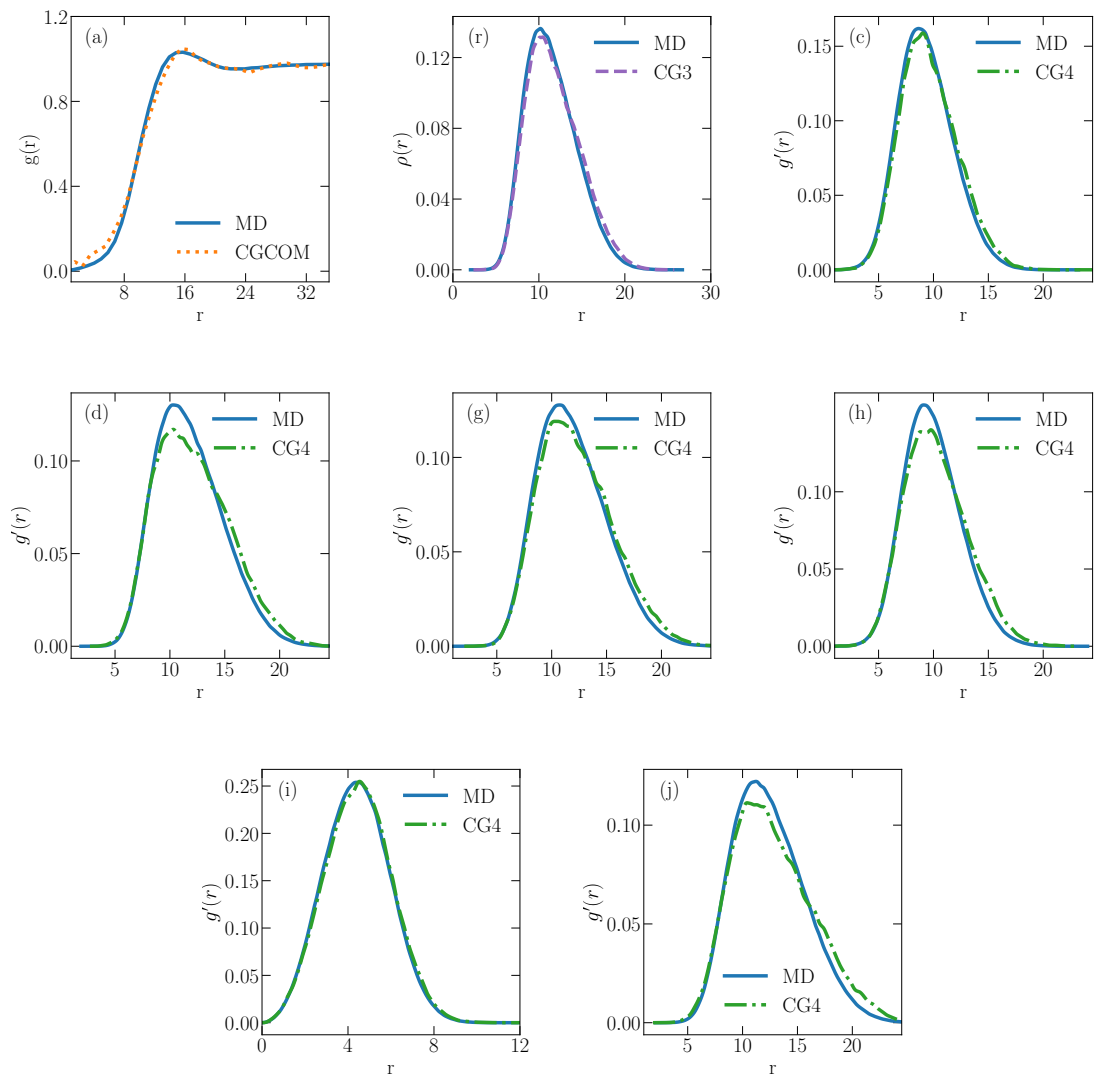 (a)
1.2
0.8
0.4
0.0
g(r)
MD
CGCOM
8
16
24
32
r
(r)
0.12
0.08
0.04
0.00
ρ(r)
MD
CG3
0
10
20
30
r
(c)
0.15
0.10
0.05
0.00
g′(r)
MD
CG4
5
10
15
20
r
(d)
0.10
0.05
0.00
g′(r)
MD
CG4
5
10
15
20
r
(g)
0.10
0.05
0.00
g′(r)
MD
CG4
5
10
15
20
r
(h)
0.10
0.05
0.00
g′(r)
MD
CG4
5
10
15
20
r
(i)
0.25
0.20
0.15
0.10
0.05
0.00
g′(r)
MD
CG4
0
4
8
12
r
(j)
0.10
0.05
0.00
g′(r)
MD
CG4
5
10
15
20
r